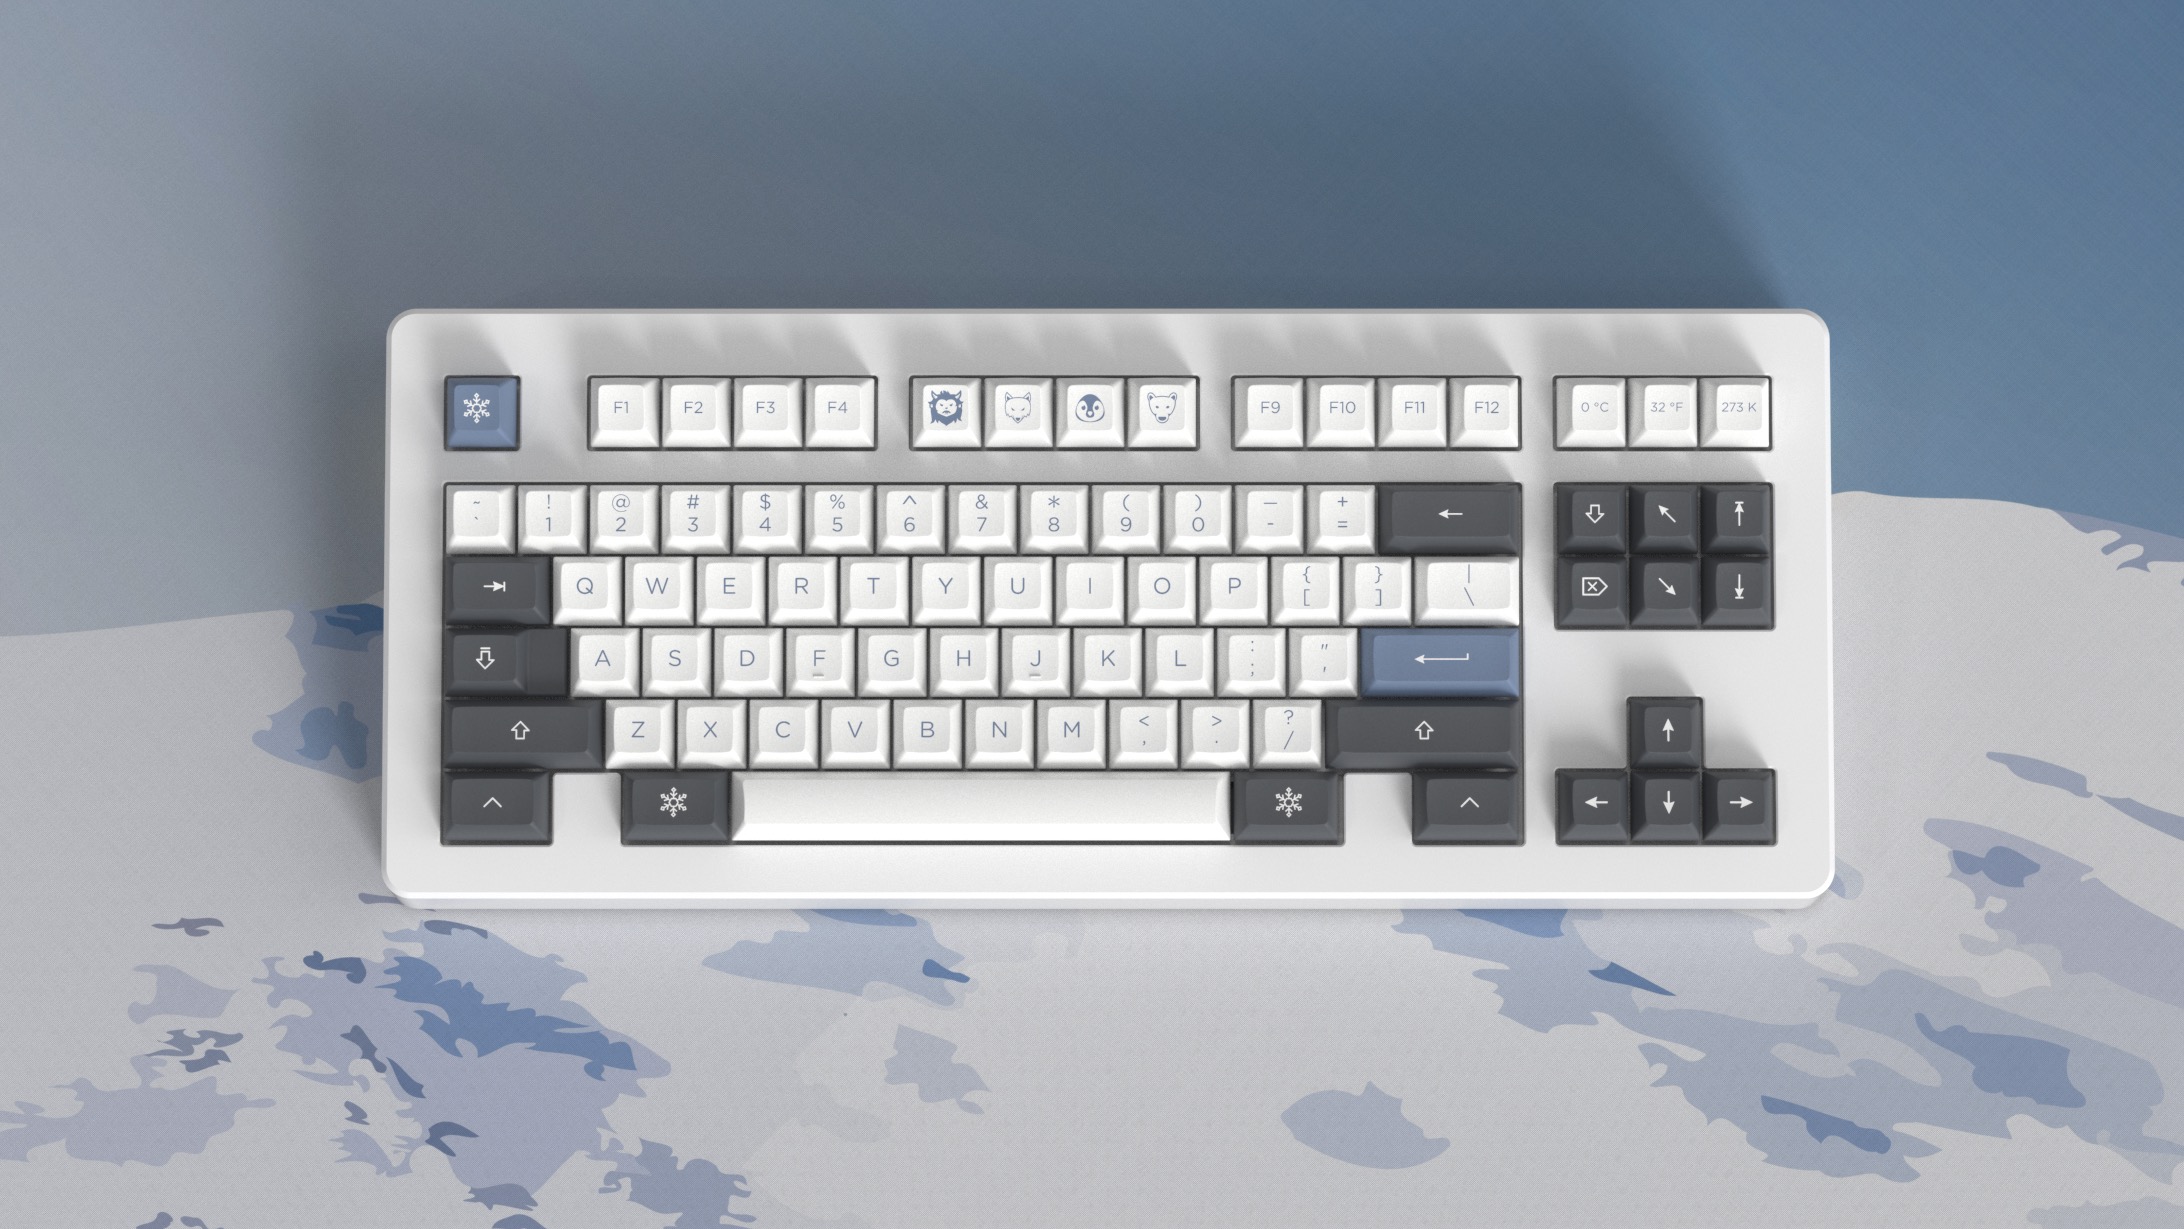 F1 F2 F3 F4 F9 F10 F11 F12 0 °C 32 °F 273 K
~ ! @ # $ % ^ & * ( ) — +
` 1 2 3 4 5 6 7 8 9 0 - =
Q W E R T Y U I O P { } |
[ ] \
A S D F G H J K L : "
; '
Z X C V B N M < > ?
, . /